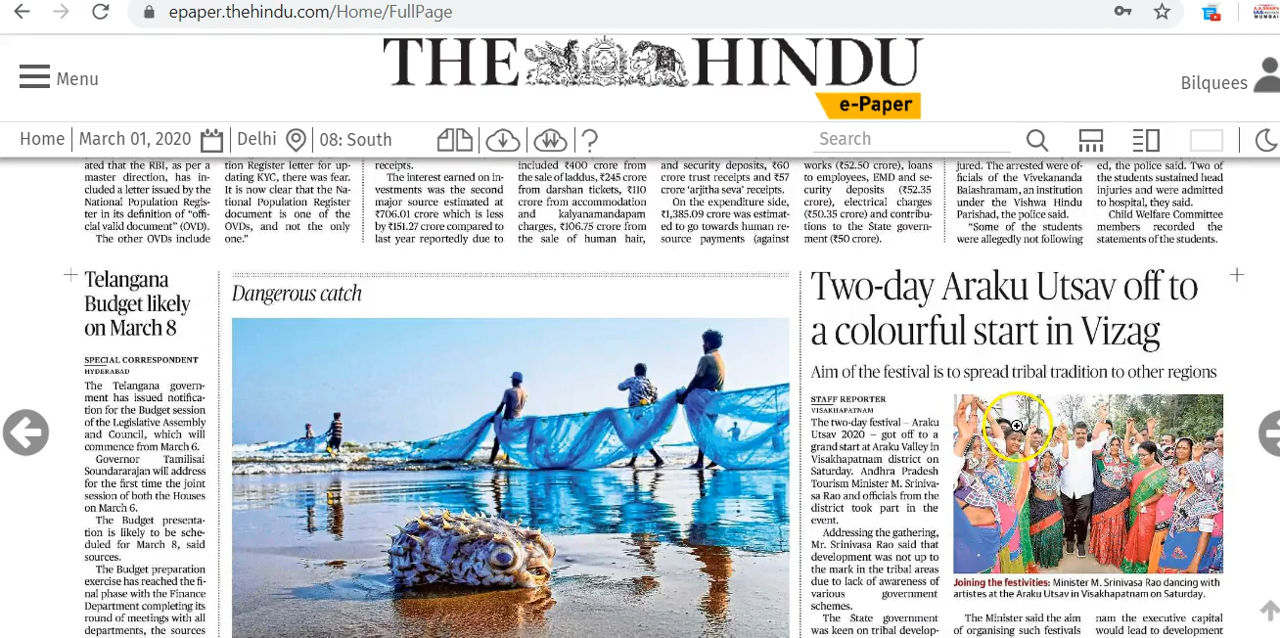 epaper.thehindu.com/Home/FullPage
THE HINDU
e-Paper
Menu
Bilquees
Home
March 01, 2020
Delhi
08: South
Search
ated that the RBI, as per a
master direction, has in-
cluded a letter issued by the
National Population Regis-
ter in its definition of "offi-
cial valid document" (OVD).
The other OVDs include
tion Register letter for up-
dating KYC, there was fear.
It is now clear that the Na-
tional Population Register
document is one of the
OVDs, and not the only
one."
receipts.
The interest earned on in-
vestments was the second
major source estimated at
₹706.01 crore which is less
by ₹151.27 crore compared to
last year reportedly due to
included ₹400 crore from
the sale of laddus, ₹245 crore
from darshan tickets, ₹110
crore from accommodation
and kalyanamandapam
charges, ₹106.75 crore from
the sale of human hair,
and security deposits, ₹60
crore trust receipts and ₹57
crore 'arjitha seva' receipts.
On the expenditure side,
₹1,385.09 crore was estimat-
ed to go towards human re-
source payments (against
works (₹52.50 crore), loans
to employees, EMD and se-
curity deposits (₹52.35
crore), electrical charges
(₹50.35 crore) and contribu-
tions to the State govern-
ment (₹50 crore).
jured. The arrested were of-
ficials of the Vivekananda
Balashramam, an institution
under the Vishwa Hindu
Parishad, the police said.
"Some of the students
were allegedly not following
ed, the police said. Two of
the students sustained head
injuries and were admitted
to hospital, they said.
Child Welfare Committee
members recorded the
statements of the students.
Telangana
Budget likely
on March 8
SPECIAL CORRESPONDENT
HYDERABAD
The Telangana govern-
ment has issued notifica-
tion for the Budget session
of the Legislative Assembly
and Council, which will
commence from March 6.
Governor Tamilisai
Soundararajan will address
for the first time the joint
session of both the Houses
on March 6.
The Budget presenta-
tion is likely to be sche-
duled for March 8, said
sources.
The Budget preparation
exercise has reached the fi-
nal phase with the Finance
Department completing its
round of meetings with all
departments, the sources
Dangerous catch
Two-day Araku Utsav off to
a colourful start in Vizag
Aim of the festival is to spread tribal tradition to other regions
STAFF REPORTER
VISAKHAPATNAM
The two-day festival – Araku
Utsav 2020 – got off to a
grand start at Araku Valley in
Visakhapatnam district on
Saturday. Andhra Pradesh
Tourism Minister M. Sriniva-
sa Rao and officials from the
district took part in the
event.
Addressing the gathering,
Mr. Srinivasa Rao said that
development was not up to
the mark in the tribal areas
due to lack of awareness of
various government
schemes.
The State government
was keen on tribal develop-
Joining the festivities: Minister M. Srinivasa Rao dancing with
artistes at the Araku Utsav in Visakhapatnam on Saturday.
The Minister said the aim
of organising such festivals
nam the executive capital
would lead to development